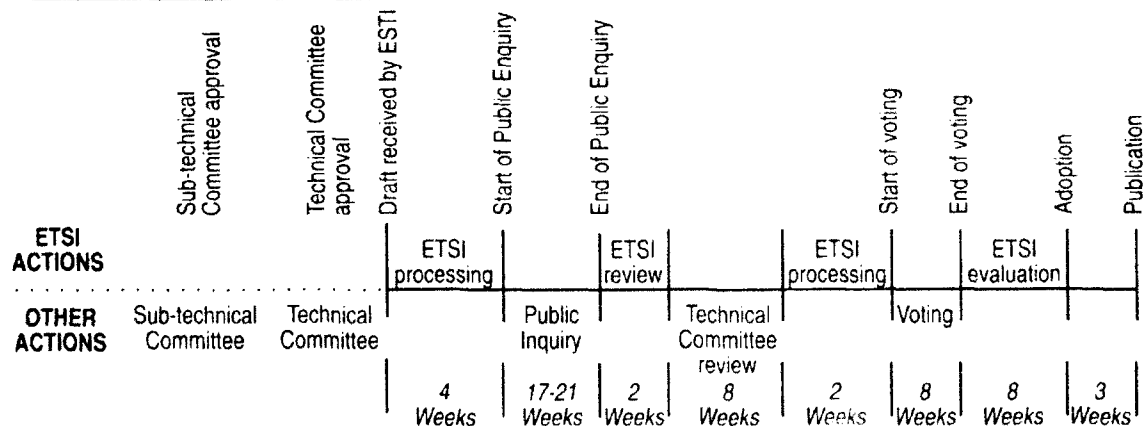 Sub-technical
Committee approval
Technical Committee
approval
Draft received by ESTI
Start of Public Enquiry
End of Public Enquiry
Start of voting
End of voting
Adoption
Publication
ETSI
ACTIONS
ETSI
processing
ETSI
review
ETSI
processing
ETSI
evaluation
OTHER
ACTIONS
Sub-technical
Committee
Technical
Committee
Public
Inquiry
Technical
Committee
review
Voting
4
Weeks
17-21
Weeks
2
Weeks
8
Weeks
2
Weeks
8
Weeks
8
Weeks
3
Weeks